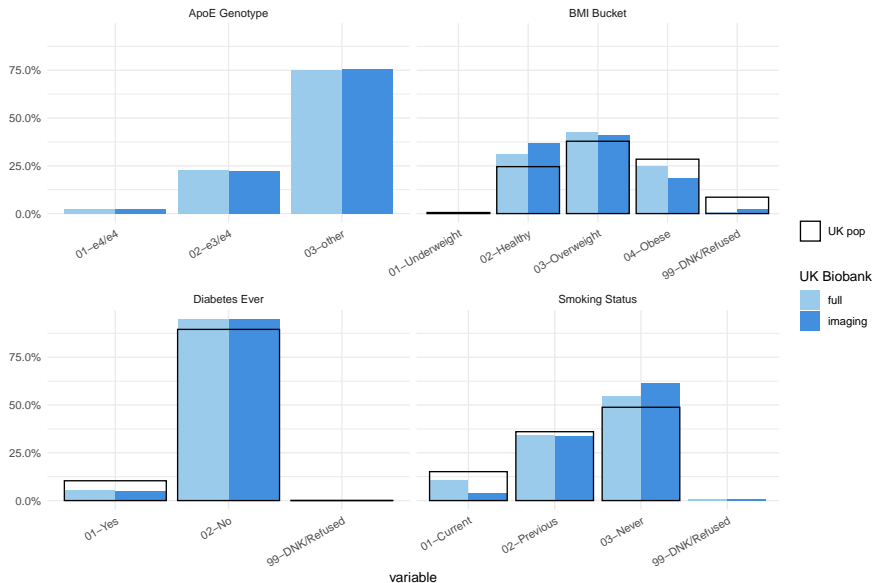 ApoE Genotype
BMI Bucket
75.0%
50.0%
25.0%
0.0%
01−e4/e4
02−e3/e4
03−other
01−Underweight
02−Healthy
03−Overweight
04−Obese
99−DNK/Refused
Diabetes Ever
Smoking Status
75.0%
50.0%
25.0%
0.0%
01−Yes
02−No
99−DNK/Refused
01−Current
02−Previous
03−Never
99−DNK/Refused
variable
UK pop
UK Biobank
full
imaging